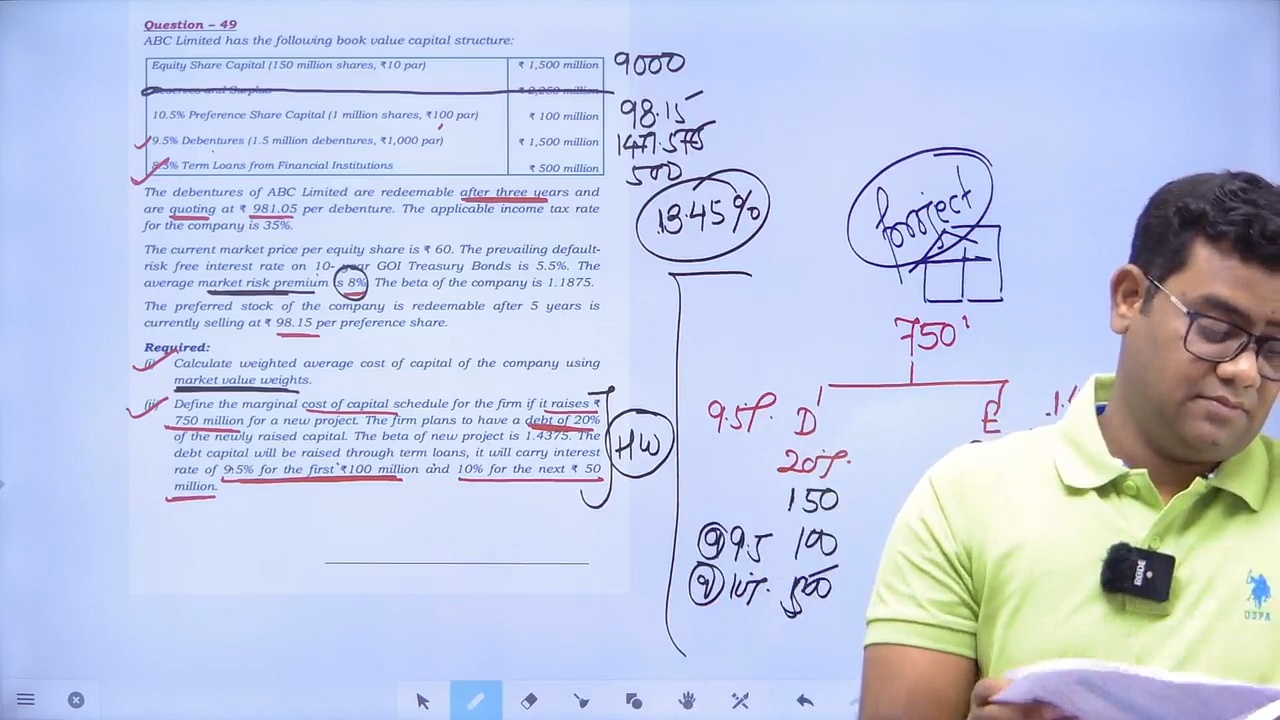 Question – 49
ABC Limited has the following book value capital structure:
Equity Share Capital (150 million shares, ₹10 par) ₹ 1,500 million
Reserves and Surplus ₹ 2,250 million
10.5% Preference Share Capital (1 million shares, ₹100 par) ₹ 100 million
9.5% Debentures (1.5 million debentures, ₹1,000 par) ₹ 1,500 million
8.5% Term Loans from Financial Institutions ₹ 500 million
The debentures of ABC Limited are redeemable after three years and
are quoting at ₹ 981.05 per debenture. The applicable income tax rate
for the company is 35%.
The current market price per equity share is ₹ 60. The prevailing default-
risk free interest rate on 10-year GOI Treasury Bonds is 5.5%. The
average market risk premium is 8%. The beta of the company is 1.1875.
The preferred stock of the company is redeemable after 5 years is
currently selling at ₹ 98.15 per preference share.
Required:
(i) Calculate weighted average cost of capital of the company using
market value weights.
(ii) Define the marginal cost of capital schedule for the firm if it raises ₹
750 million for a new project. The firm plans to have a debt of 20%
of the newly raised capital. The beta of new project is 1.4375. The
debt capital will be raised through term loans, it will carry interest
rate of 9.5% for the first ₹100 million and 10% for the next ₹ 50
million.
9000
98.15
1471.575
500
13.45%
HW
Project
750
9.5% D E
20%
150
9.5 100
10%
RODE
USPA